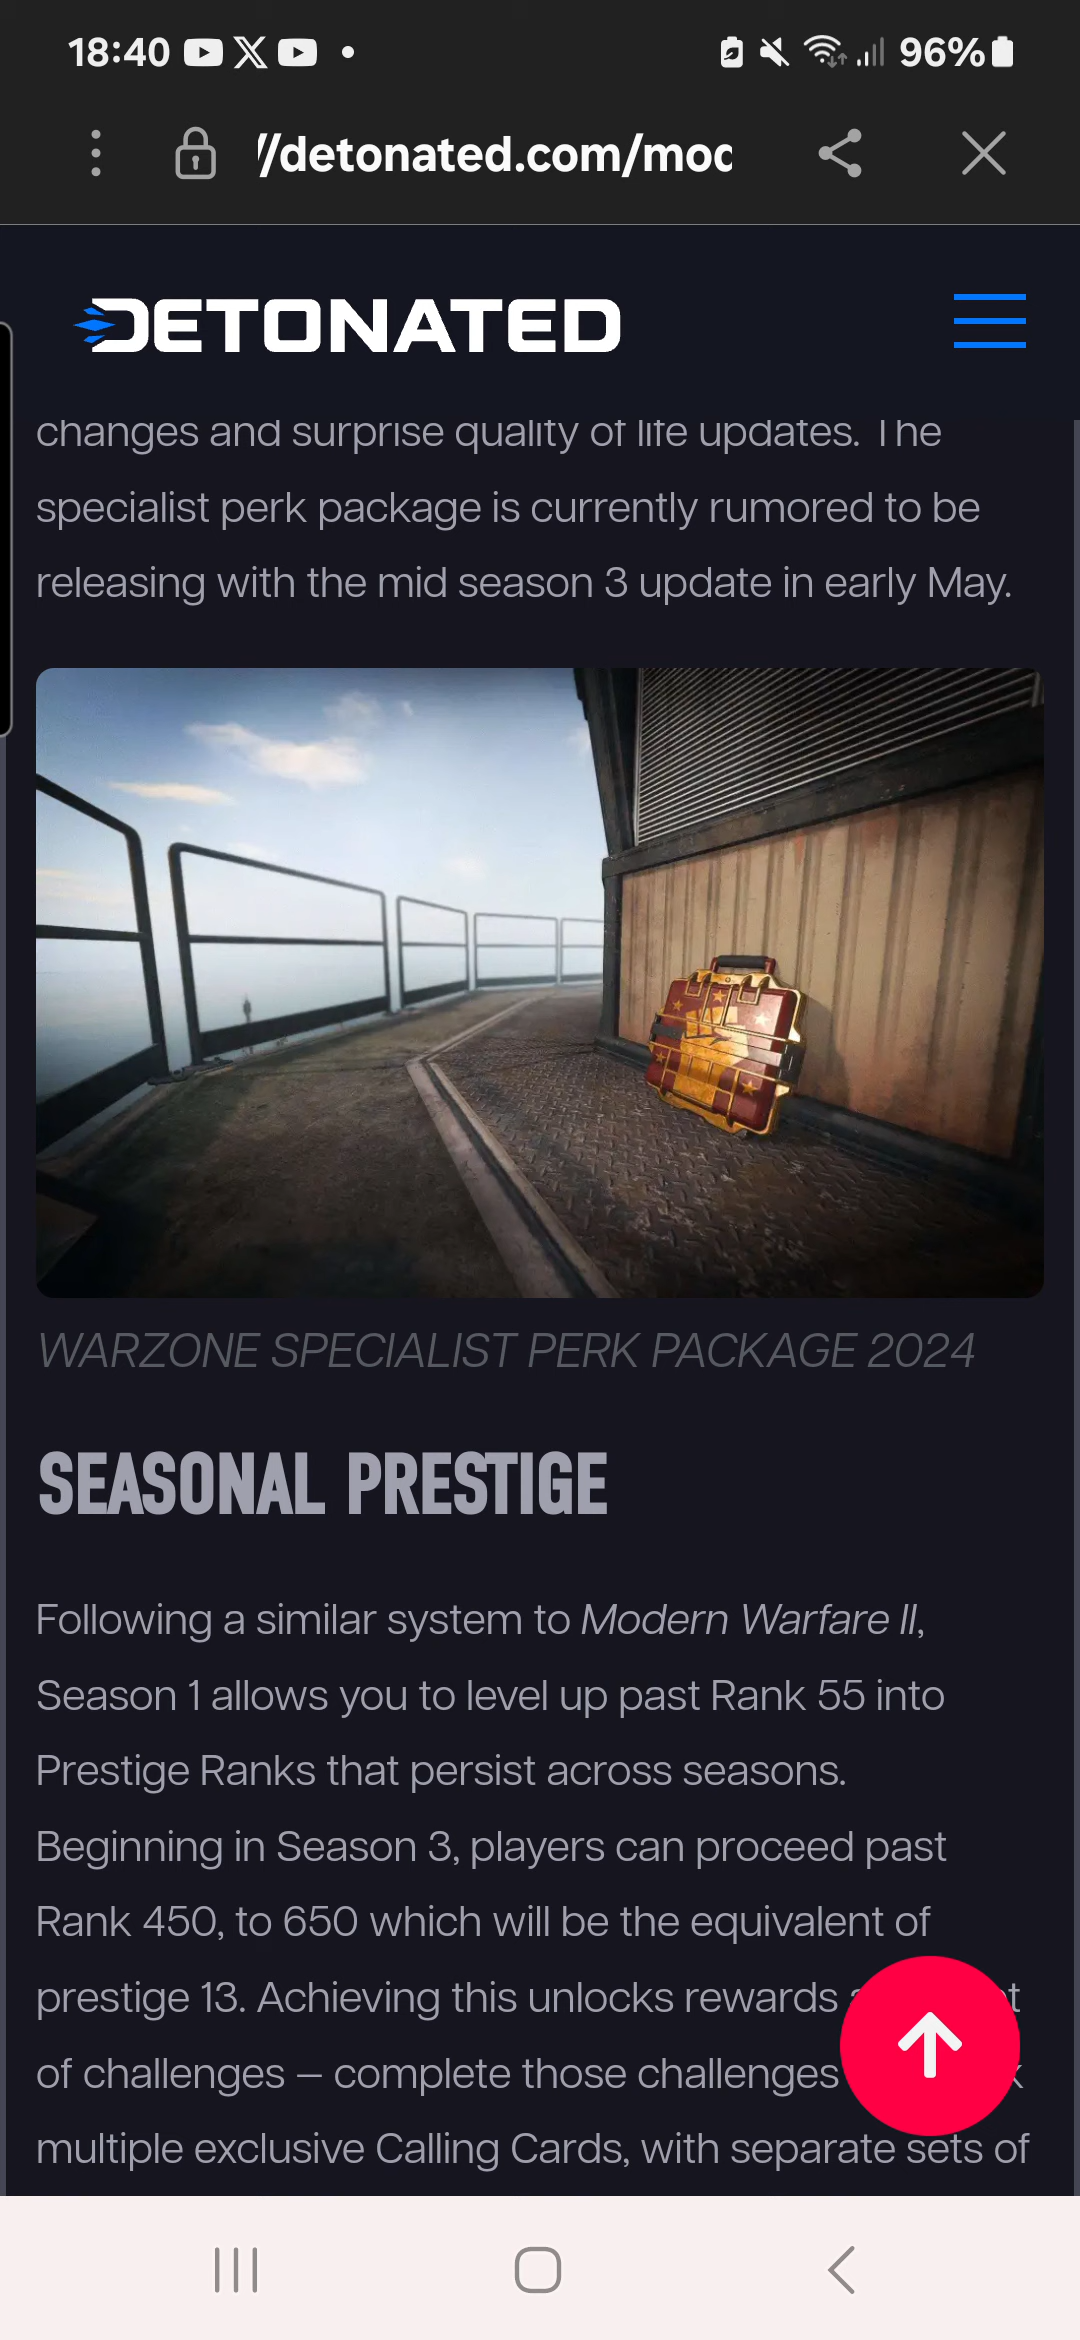 18:40
96%
//detonated.com/mod
DETONATED
changes and surprise quality of life updates. The
specialist perk package is currently rumored to be
releasing with the mid season 3 update in early May.
WARZONE SPECIALIST PERK PACKAGE 2024
SEASONAL PRESTIGE
Following a similar system to Modern Warfare II,
Season 1 allows you to level up past Rank 55 into
Prestige Ranks that persist across seasons.
Beginning in Season 3, players can proceed past
Rank 450, to 650 which will be the equivalent of
prestige 13. Achieving this unlocks rewards
of challenges — complete those challenges
multiple exclusive Calling Cards, with separate sets of